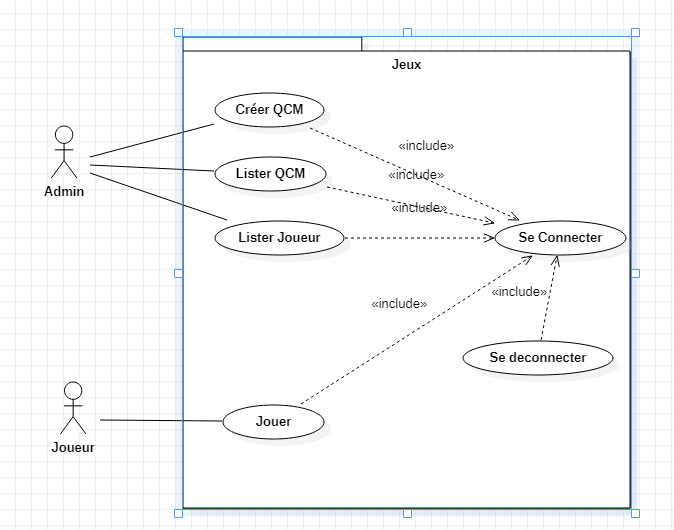 Jeux
Créer QCM
«include»
Lister QCM
«include»
Admin
«include»
Lister Joueur
Se Connecter
«include»
«include»
Se deconnecter
Jouer
Joueur